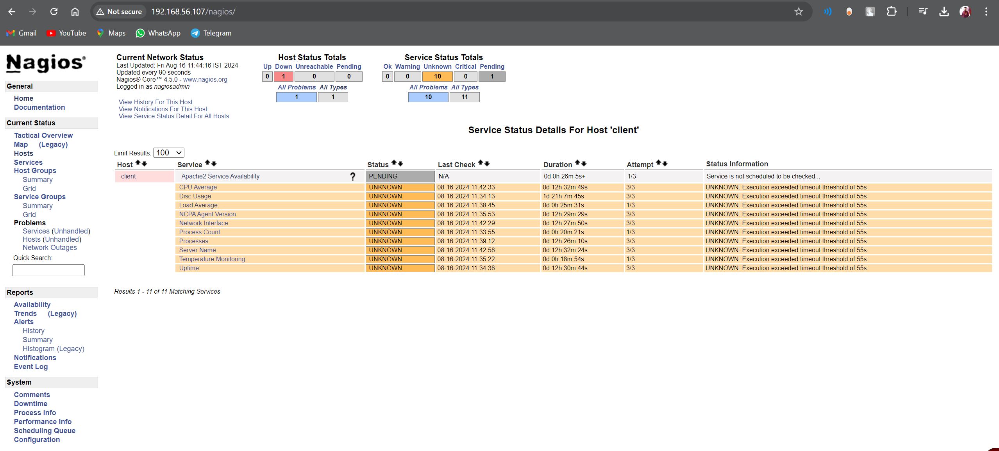 Not secure 192.168.56.107/nagios/
Gmail YouTube Maps WhatsApp Telegram
Nagios®
General
Home
Documentation
Current Status
Tactical Overview
Map (Legacy)
Hosts
Services
Host Groups
Summary
Grid
Service Groups
Summary
Grid
Problems
Services (Unhandled)
Hosts (Unhandled)
Network Outages
Quick Search:
Reports
Availability
Trends (Legacy)
Alerts
History
Summary
Histogram (Legacy)
Notifications
Event Log
System
Comments
Downtime
Process Info
Performance Info
Scheduling Queue
Configuration
Current Network Status
Last Updated: Fri Aug 16 11:44:16 IST 2024
Updated every 90 seconds
Nagios® Core™ 4.5.0 - www.nagios.org
Logged in as nagiosadmin
View History For This Host
View Notifications For This Host
View Service Status Detail For All Hosts
Host Status Totals
Up Down Unreachable Pending
0 1 0 0
All Problems All Types
1 1
Service Status Totals
Ok Warning Unknown Critical Pending
0 0 10 0 1
All Problems All Types
10 11
Service Status Details For Host 'client'
Limit Results: 100
Host Service Status Last Check Duration Attempt Status Information
client Apache2 Service Availability ? PENDING N/A 0d 0h 26m 5s+ 1/3 Service is not scheduled to be checked...
CPU Average UNKNOWN 08-16-2024 11:42:33 0d 12h 32m 49s 3/3 UNKNOWN: Execution exceeded timeout threshold of 55s
Disc Usage UNKNOWN 08-16-2024 11:34:13 1d 21h 7m 45s 3/3 UNKNOWN: Execution exceeded timeout threshold of 55s
Load Average UNKNOWN 08-16-2024 11:38:45 0d 0h 25m 31s 1/3 UNKNOWN: Execution exceeded timeout threshold of 55s
NCPA Agent Version UNKNOWN 08-16-2024 11:35:53 0d 12h 29m 29s 3/3 UNKNOWN: Execution exceeded timeout threshold of 55s
Network Interface UNKNOWN 08-16-2024 11:42:29 0d 12h 27m 50s 3/3 UNKNOWN: Execution exceeded timeout threshold of 55s
Process Count UNKNOWN 08-16-2024 11:33:55 0d 0h 20m 21s 1/3 UNKNOWN: Execution exceeded timeout threshold of 55s
Processes UNKNOWN 08-16-2024 11:39:12 0d 12h 26m 10s 3/3 UNKNOWN: Execution exceeded timeout threshold of 55s
Server Name UNKNOWN 08-16-2024 11:42:58 0d 12h 32m 24s 3/3 UNKNOWN: Execution exceeded timeout threshold of 55s
Temperature Monitoring UNKNOWN 08-16-2024 11:35:22 0d 0h 18m 54s 1/3 UNKNOWN: Execution exceeded timeout threshold of 55s
Uptime UNKNOWN 08-16-2024 11:34:38 0d 12h 30m 44s 3/3 UNKNOWN: Execution exceeded timeout threshold of 55s
Results 1 - 11 of 11 Matching Services